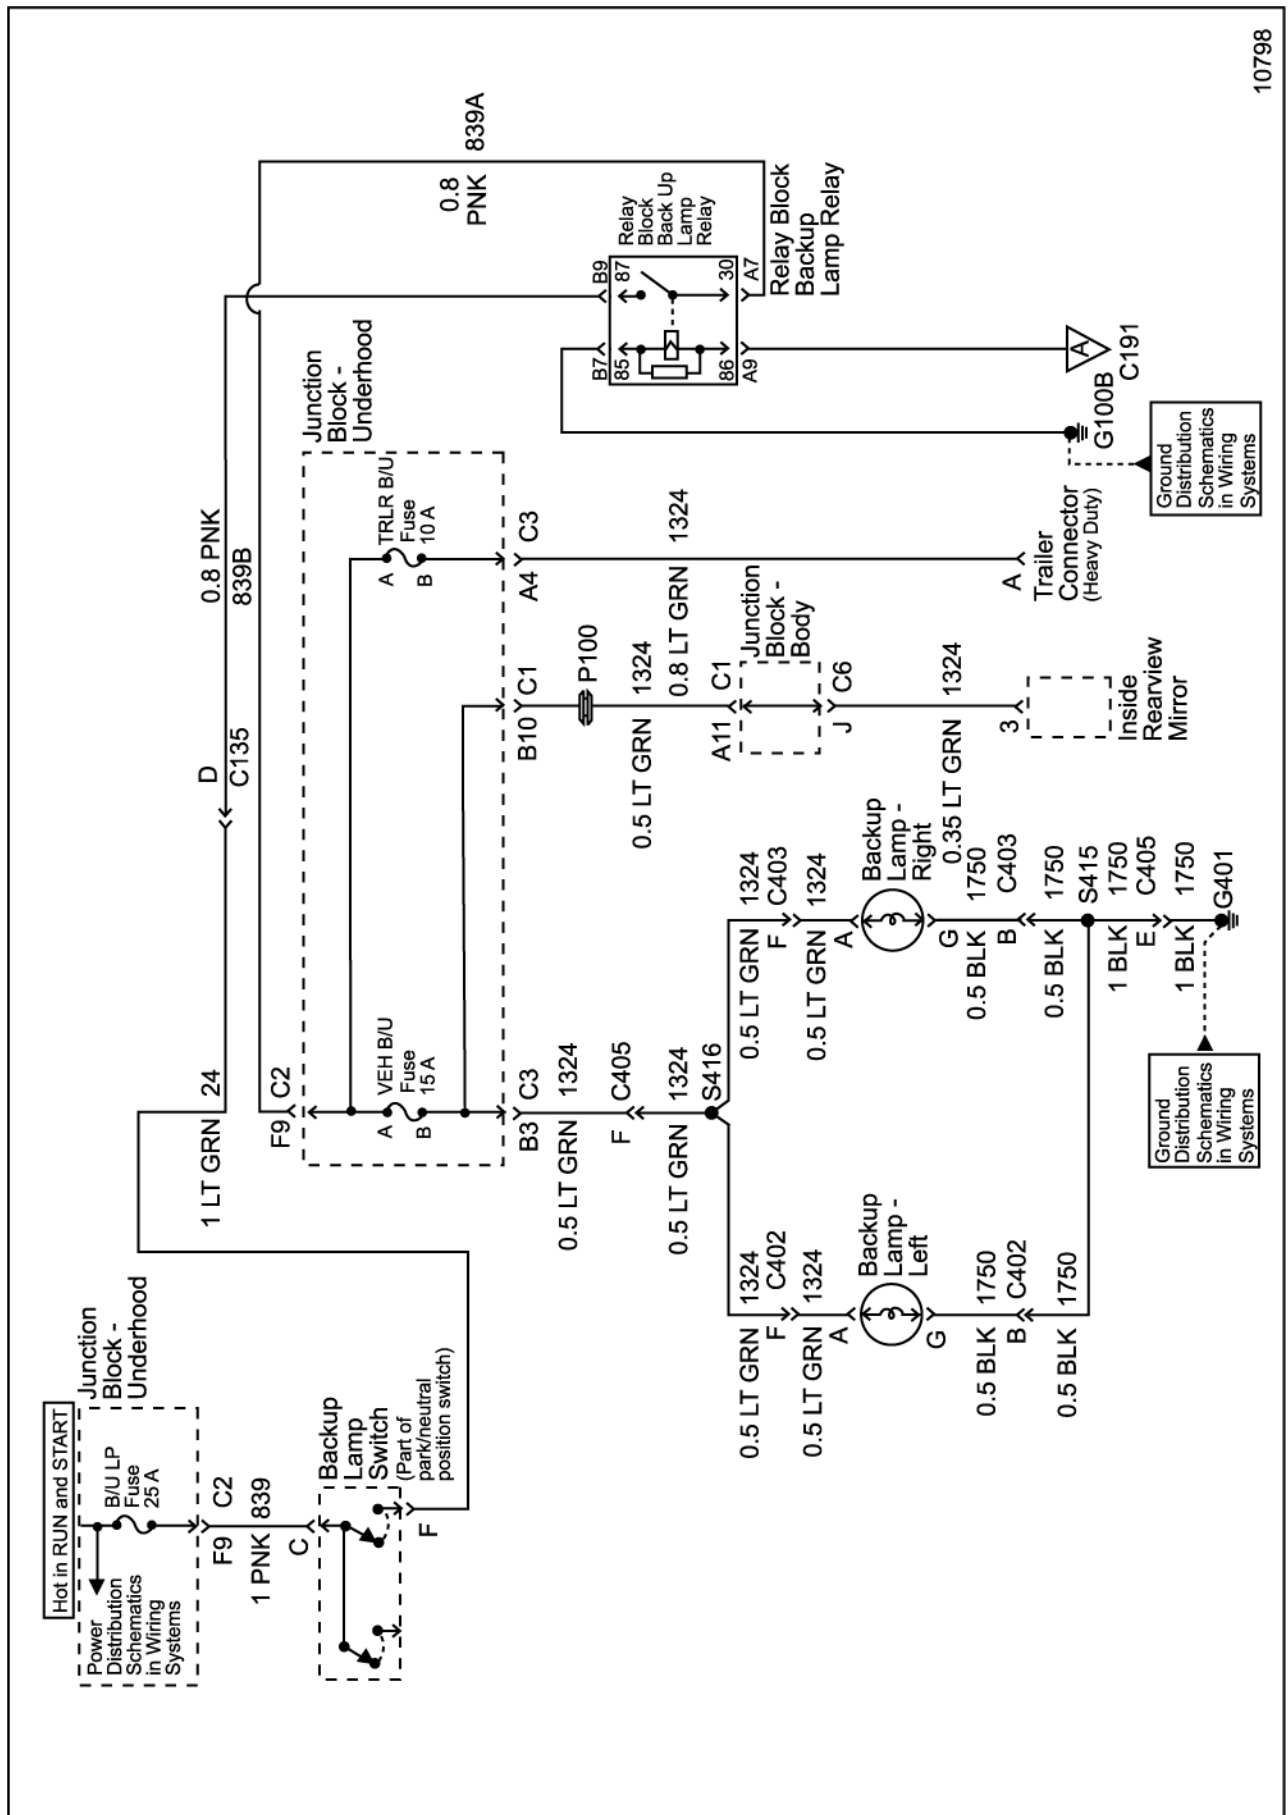 Hot in RUN and START
Power
Distribution
Schematics
in Wiring
Systems
B/U LP
Fuse
25 A
Junction
Block -
Underhood
F9 C2
1 PNK 839
C
Backup
Lamp
Switch
(Part of
park/neutral
position switch)
F
1 LT GRN 24
D
C135
0.8 PNK
839B
0.8
PNK
839A
F9 C2
Junction
Block -
Underhood
A
B
VEH B/U
Fuse
15 A
A
B
TRLR B/U
Fuse
10 A
B3 C3
0.5 LT GRN 1324
F C405
0.5 LT GRN 1324
S416
0.5 LT GRN 1324
F C402
0.5 LT GRN 1324
A
Backup
Lamp -
Left
G
0.5 BLK 1750
B C402
0.5 BLK 1750
0.5 LT GRN 1324
F C403
0.5 LT GRN 1324
A
Backup
Lamp -
Right
G
0.5 BLK 1750
B C403
0.5 BLK 1750
S415
1 BLK 1750
E C405
1 BLK 1750
G401
Ground
Distribution
Schematics
in Wiring
Systems
B10 C1
P100
0.5 LT GRN 1324
A11 C1
Junction
Block -
Body
J C6
0.35 LT GRN 1324
3
Inside
Rearview
Mirror
A4 C3
0.8 LT GRN 1324
A
Trailer
Connector
(Heavy Duty)
B7 B9
85 87
86 30
A9 A7
Relay
Block
Back Up
Lamp
Relay
Relay Block
Backup
Lamp Relay
A
C191
G100B
Ground
Distribution
Schematics
in Wiring
Systems
10798